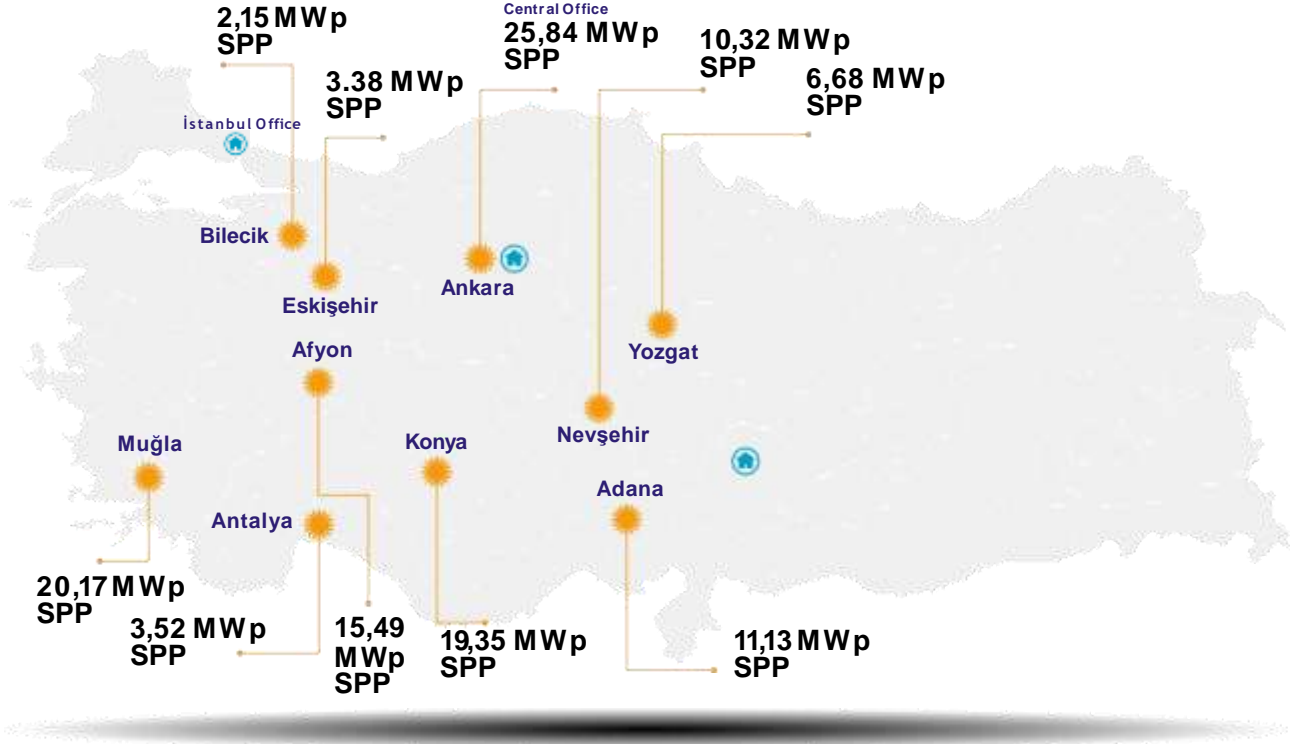 Central Office
2,15 MWp
SPP
25,84 MWp
SPP
10,32 MWp
SPP
3.38 MWp
SPP
6,68 MWp
SPP
İstanbul Office
Bilecik
Eskişehir
Ankara
Afyon
Yozgat
Muğla
Konya
Nevşehir
Antalya
Adana
20,17 MWp
SPP
3,52 MWp
SPP
15,49
MWp
SPP
19,35 MWp
SPP
11,13 MWp
SPP